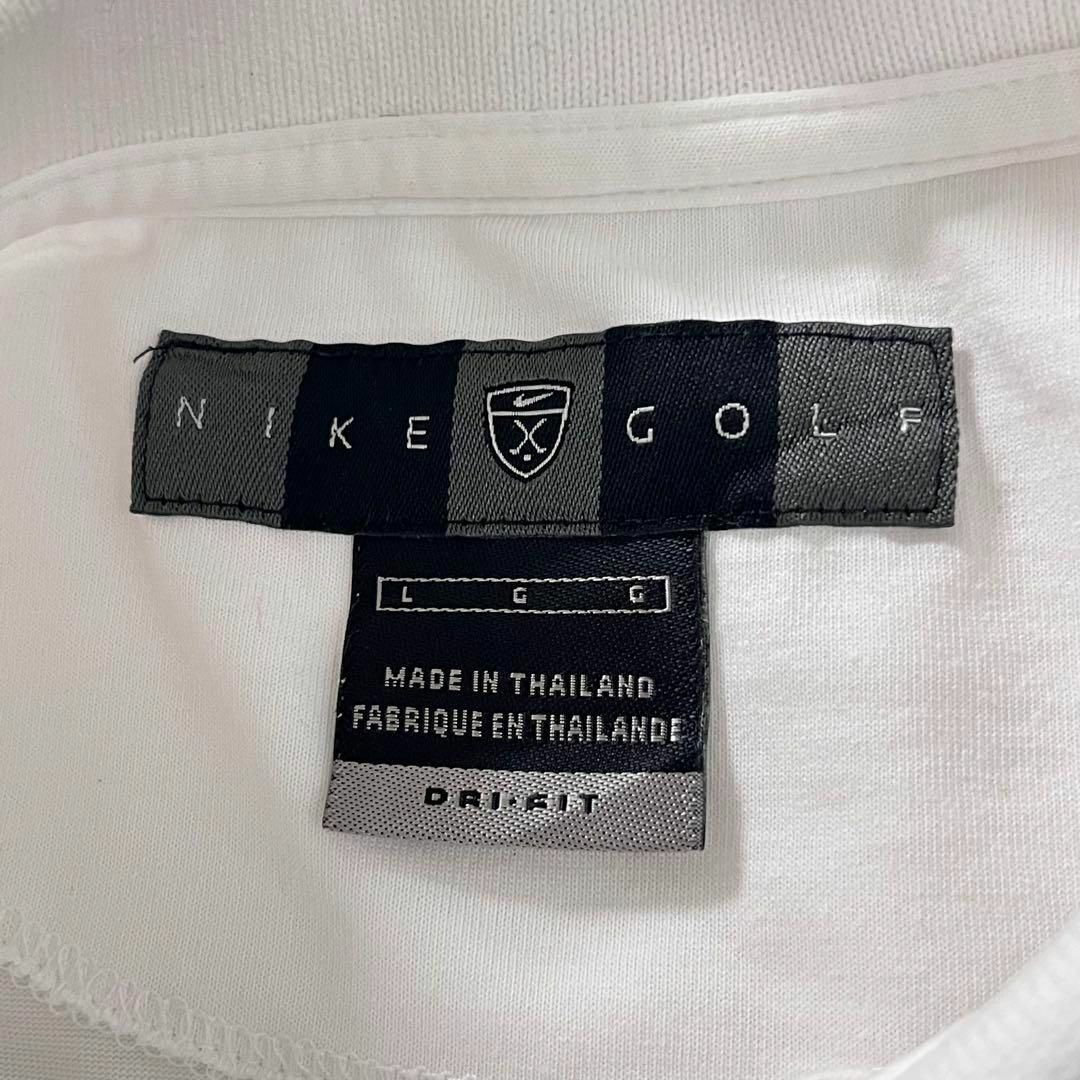 NIKE GOLF
L G G
MADE IN THAILAND
FABRIQUE EN THAILANDE
DRI·FIT